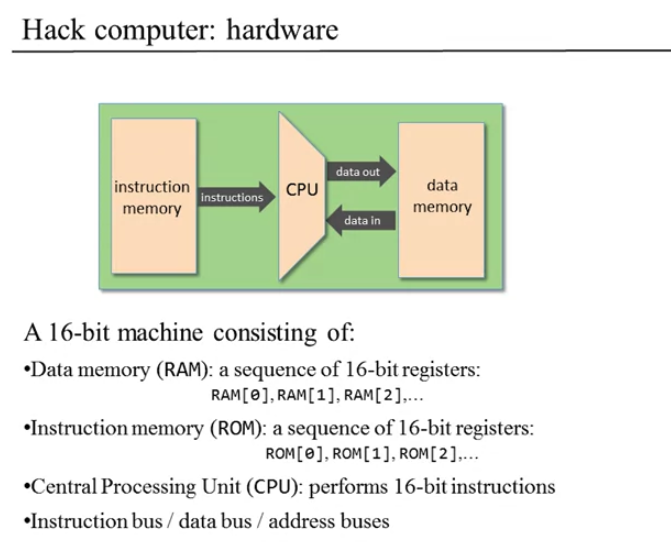 Hack computer: hardware
instruction
memory
instructions
CPU
data out
data in
data
memory
A 16-bit machine consisting of:
•Data memory (RAM): a sequence of 16-bit registers:
RAM[0], RAM[1], RAM[2],...
•Instruction memory (ROM): a sequence of 16-bit registers:
ROM[0], ROM[1], ROM[2],...
•Central Processing Unit (CPU): performs 16-bit instructions
•Instruction bus / data bus / address buses